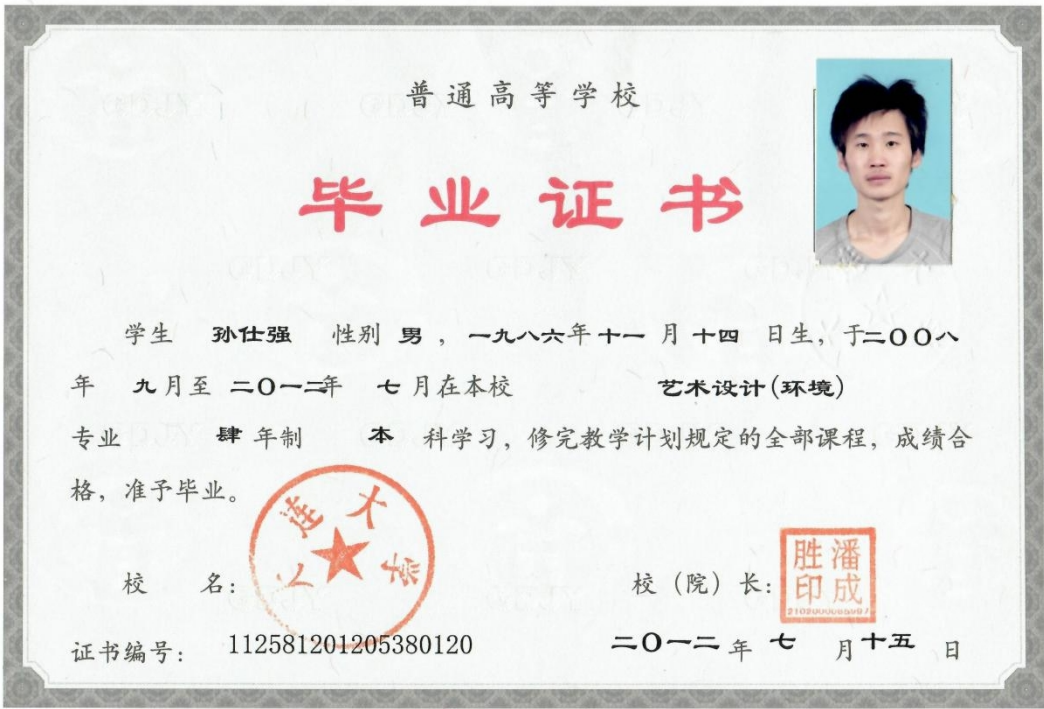 普通高等学校
毕业证书
学生 孙仕强 性别 男 ，一九八六年 十一 月 十四 日生，于二〇〇八
年 九月至 二〇一二年 七 月在本校 艺术设计(环境)
专业 肆 年制 本 科学习，修完教学计划规定的全部课程，成绩合
格，准予毕业。
大连大学
校 名：
校（院）长：
潘成胜印
证书编号： 112581201205380120
二〇一二 年 七 月 十五 日